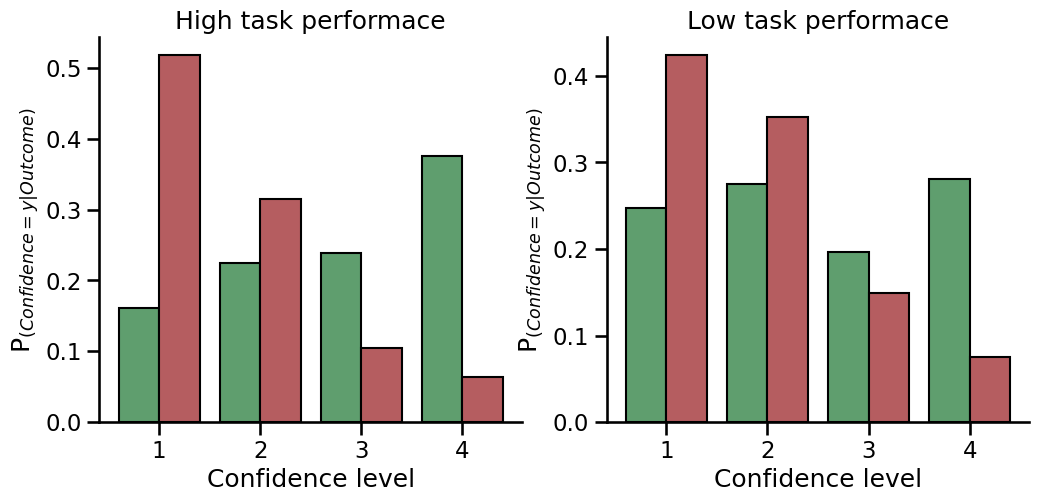 High task performace
Low task performace
P(Confidence = y|Outcome)
0.5
0.4
0.3
0.2
0.1
0.0
1 2 3 4
Confidence level
P(Confidence = y|Outcome)
0.4
0.3
0.2
0.1
0.0
1 2 3 4
Confidence level